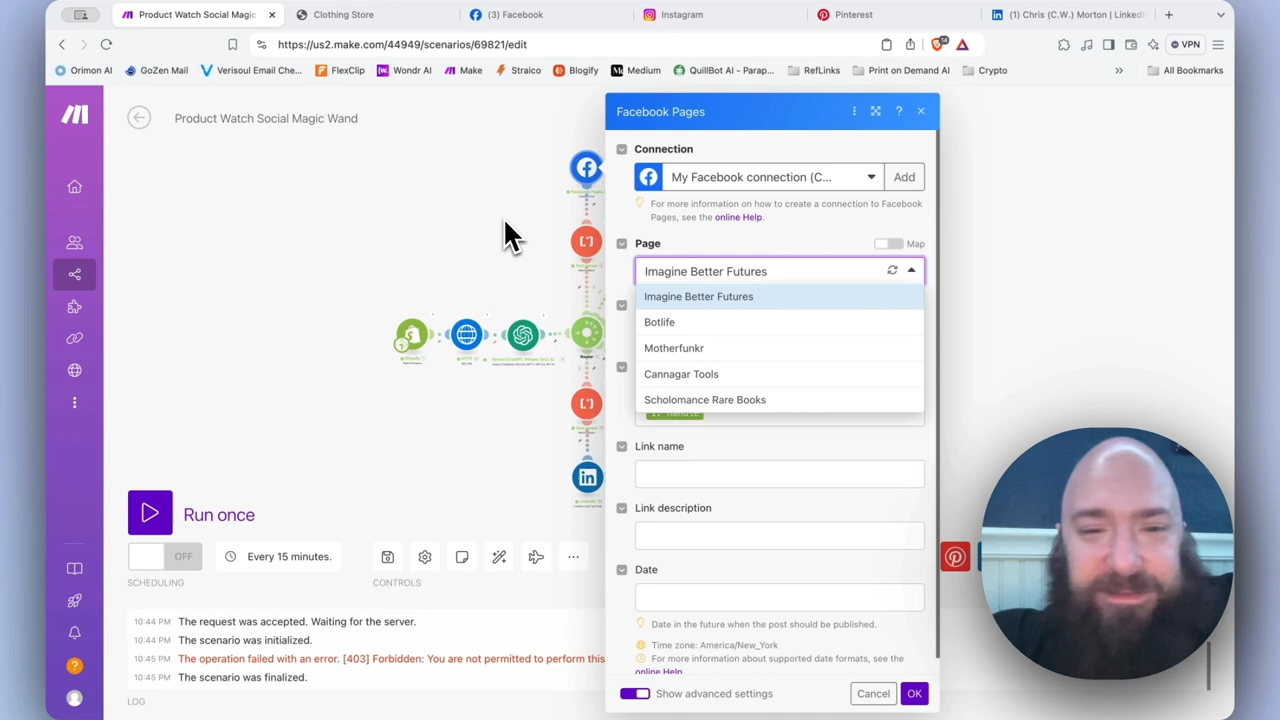 Product Watch Social Magic
Clothing Store
(3) Facebook
Instagram
Pinterest
(1) Chris (C.W.) Morton | LinkedI
https://us2.make.com/44949/scenarios/69821/edit
14
VPN
Orimon AI
GoZen Mail
Verisoul Email Che...
FlexClip
Wondr AI
Make
Straico
Blogify
Medium
QuillBot AI - Parap...
RefLinks
Print on Demand AI
Crypto
»
All Bookmarks
Product Watch Social Magic Wand
Facebook Pages
Connection
My Facebook connection (C...
Add
For more information on how to create a connection to Facebook
Pages, see the online Help.
Page
Map
Imagine Better Futures
Imagine Better Futures
Botlife
Motherfunkr
Cannagar Tools
Scholomance Rare Books
Link name
Link description
Date
Date in the future when the post should be published.
Time zone: America/New_York
For more information about supported date formats, see the
online Help.
Show advanced settings
Cancel
OK
Run once
OFF
Every 15 minutes.
SCHEDULING
CONTROLS
10:44 PM The request was accepted. Waiting for the server.
10:44 PM The scenario was initialized.
10:45 PM The operation failed with an error. [403] Forbidden: You are not permitted to perform this
10:45 PM The scenario was finalized.
LOG